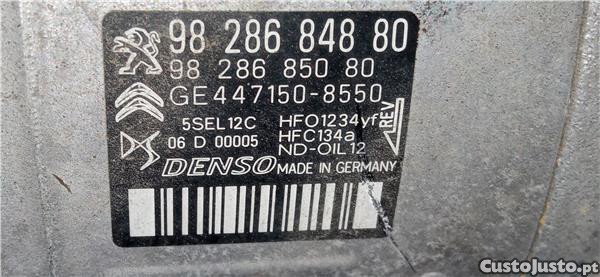 98 286 848 80
98 286 850 80
GE447150-8550
5SEL12C HFO1234yf
06 D 00005 HFC134a
ND-OIL12
REV
DENSO MADE IN GERMANY
CustoJusto.pt